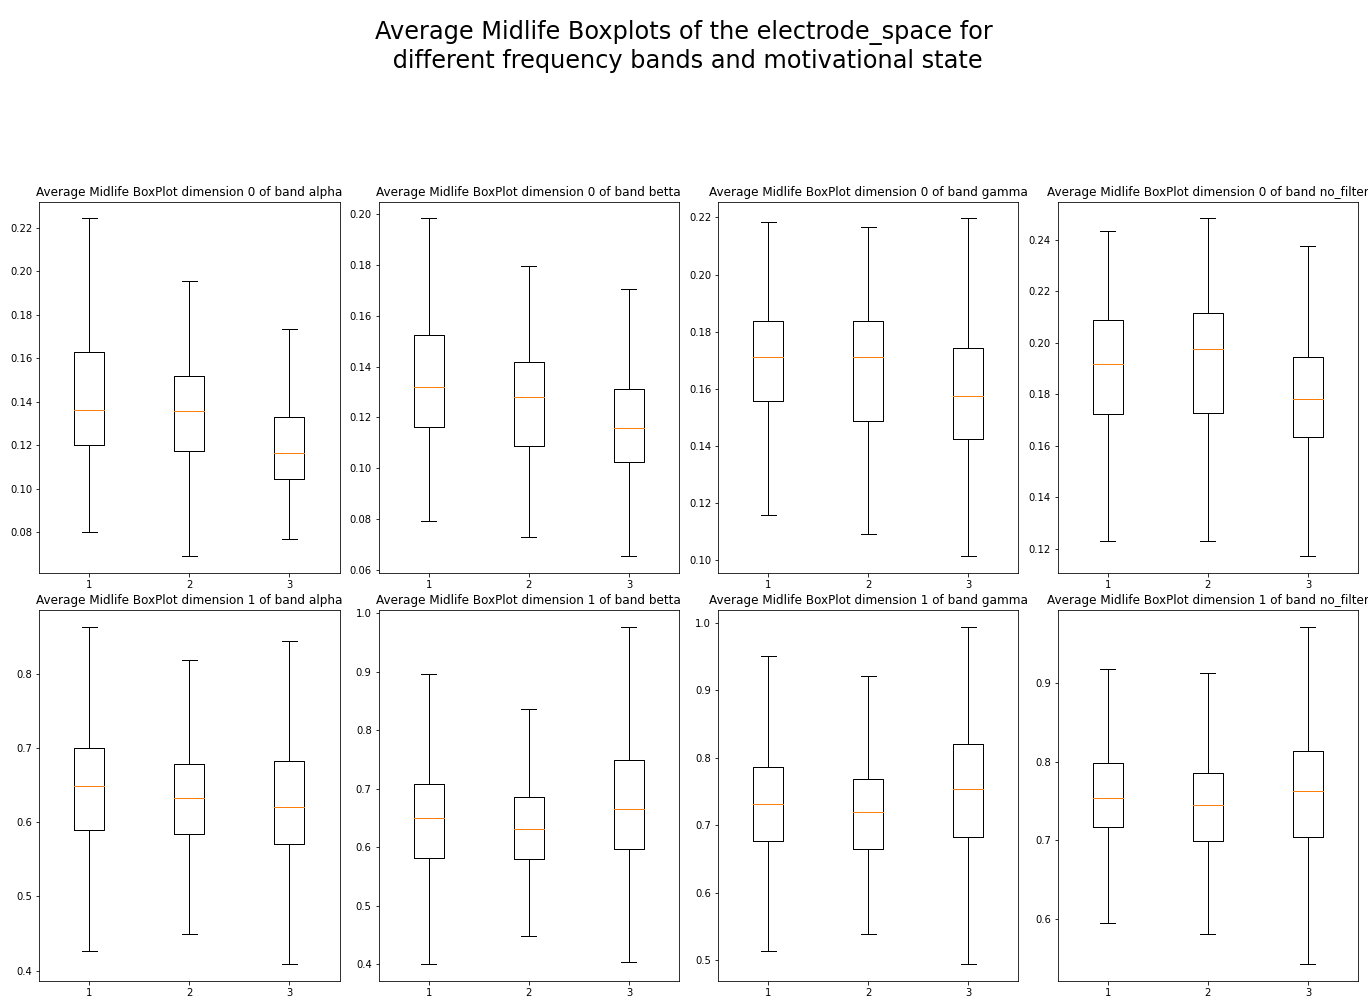 Average Midlife Boxplots of the electrode_space for
different frequency bands and motivational state
Average Midlife BoxPlot dimension 0 of band alpha
0.22
0.20
0.18
0.16
0.14
0.12
0.10
0.08
1 2 3
Average Midlife BoxPlot dimension 0 of band betta
0.20
0.18
0.16
0.14
0.12
0.10
0.08
0.06
1 2 3
Average Midlife BoxPlot dimension 0 of band gamma
0.22
0.20
0.18
0.16
0.14
0.12
0.10
1 2 3
Average Midlife BoxPlot dimension 0 of band no_filter
0.24
0.22
0.20
0.18
0.16
0.14
0.12
1 2 3
Average Midlife BoxPlot dimension 1 of band alpha
0.8
0.7
0.6
0.5
0.4
1 2 3
Average Midlife BoxPlot dimension 1 of band betta
1.0
0.9
0.8
0.7
0.6
0.5
0.4
1 2 3
Average Midlife BoxPlot dimension 1 of band gamma
1.0
0.9
0.8
0.7
0.6
0.5
1 2 3
Average Midlife BoxPlot dimension 1 of band no_filter
0.9
0.8
0.7
0.6
1 2 3